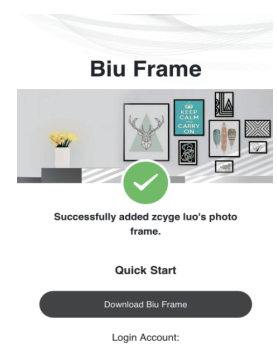 Biu Frame
KEEP
CALM
AND
CARRY
ON
Successfully added zcyge luo's photo
frame.
Quick Start
Download Biu Frame
Login Account: